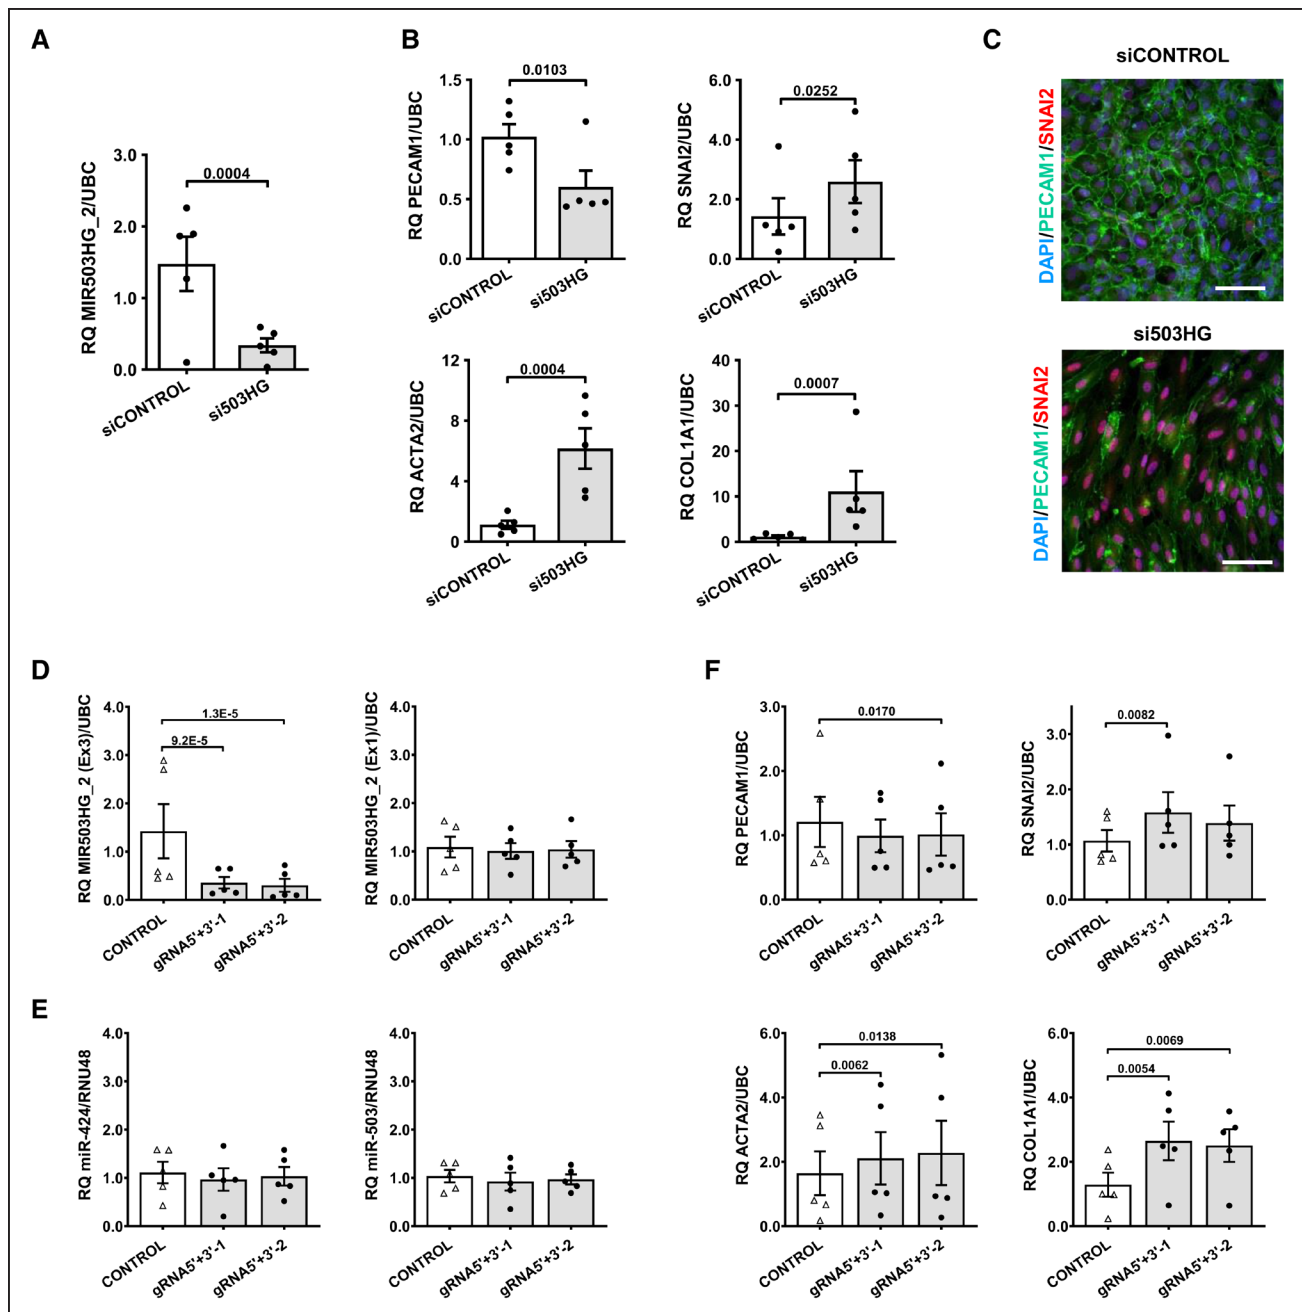 A
RQ MIR503HG_2/UBC
3.0
2.0
1.0
0.0
0.0004
siCONTROL
si503HG
B
RQ PECAM1/UBC
1.5
1.0
0.5
0.0
0.0103
siCONTROL
si503HG
RQ SNAI2/UBC
6.0
4.0
2.0
0.0
0.0252
siCONTROL
si503HG
RQ ACTA2/UBC
12
8
4
0
0.0004
siCONTROL
si503HG
RQ COL1A1/UBC
40
30
20
10
0
0.0007
siCONTROL
si503HG
C
siCONTROL
DAPI/PECAM1/SNAI2
si503HG
DAPI/PECAM1/SNAI2
D
RQ MIR503HG_2 (Ex3)/UBC
4.0
3.0
2.0
1.0
0.0
1.3E-5
9.2E-5
CONTROL
gRNA5'+3'-1
gRNA5'+3'-2
RQ MIR503HG_2 (Ex1)/UBC
4.0
3.0
2.0
1.0
0.0
CONTROL
gRNA5'+3'-1
gRNA5'+3'-2
E
RQ miR-424/RNU48
4.0
3.0
2.0
1.0
0.0
CONTROL
gRNA5'+3'-1
gRNA5'+3'-2
RQ miR-503/RNU48
4.0
3.0
2.0
1.0
0.0
CONTROL
gRNA5'+3'-1
gRNA5'+3'-2
F
RQ PECAM1/UBC
3.0
2.0
1.0
0.0
0.0170
CONTROL
gRNA5'+3'-1
gRNA5'+3'-2
RQ SNAI2/UBC
3.0
2.0
1.0
0.0
0.0082
CONTROL
gRNA5'+3'-1
gRNA5'+3'-2
RQ ACTA2/UBC
6.0
4.0
2.0
0.0
0.0138
0.0062
CONTROL
gRNA5'+3'-1
gRNA5'+3'-2
RQ COL1A1/UBC
6.0
4.0
2.0
0.0
0.0069
0.0054
CONTROL
gRNA5'+3'-1
gRNA5'+3'-2